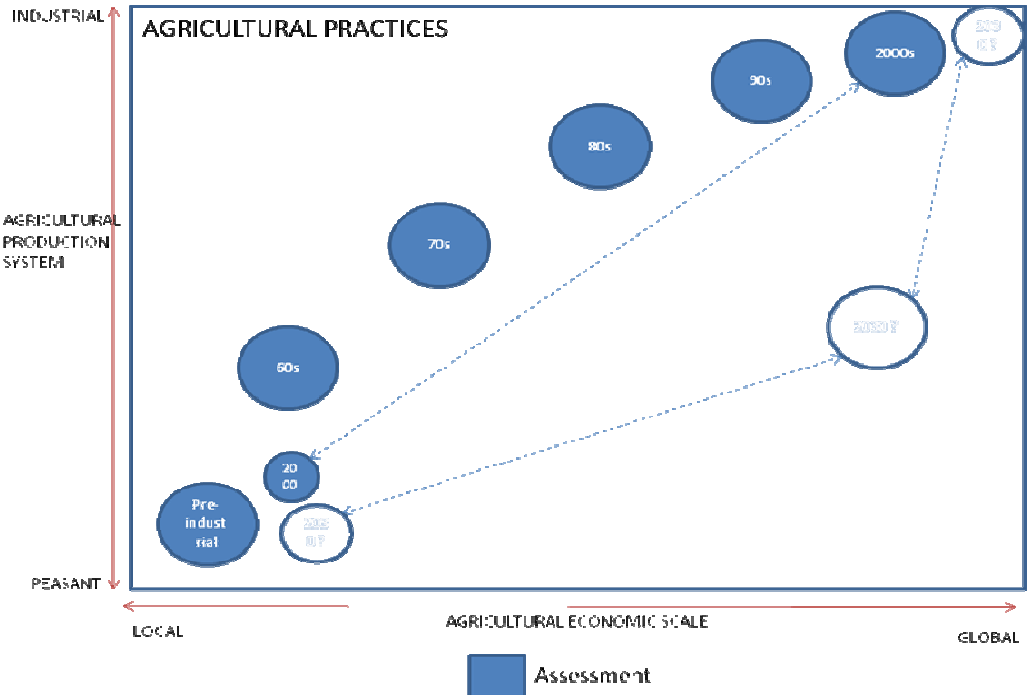 INDUSTRIAL
AGRICULTURAL PRACTICES
2000s
90s
80s
AGRICULTURAL
PRODUCTION
SYSTEM
70s
60s
20
00
Pre-
indust
rial
PEASANT
AGRICULTURAL ECONOMIC SCALE
LOCAL
GLOBAL
Assessment